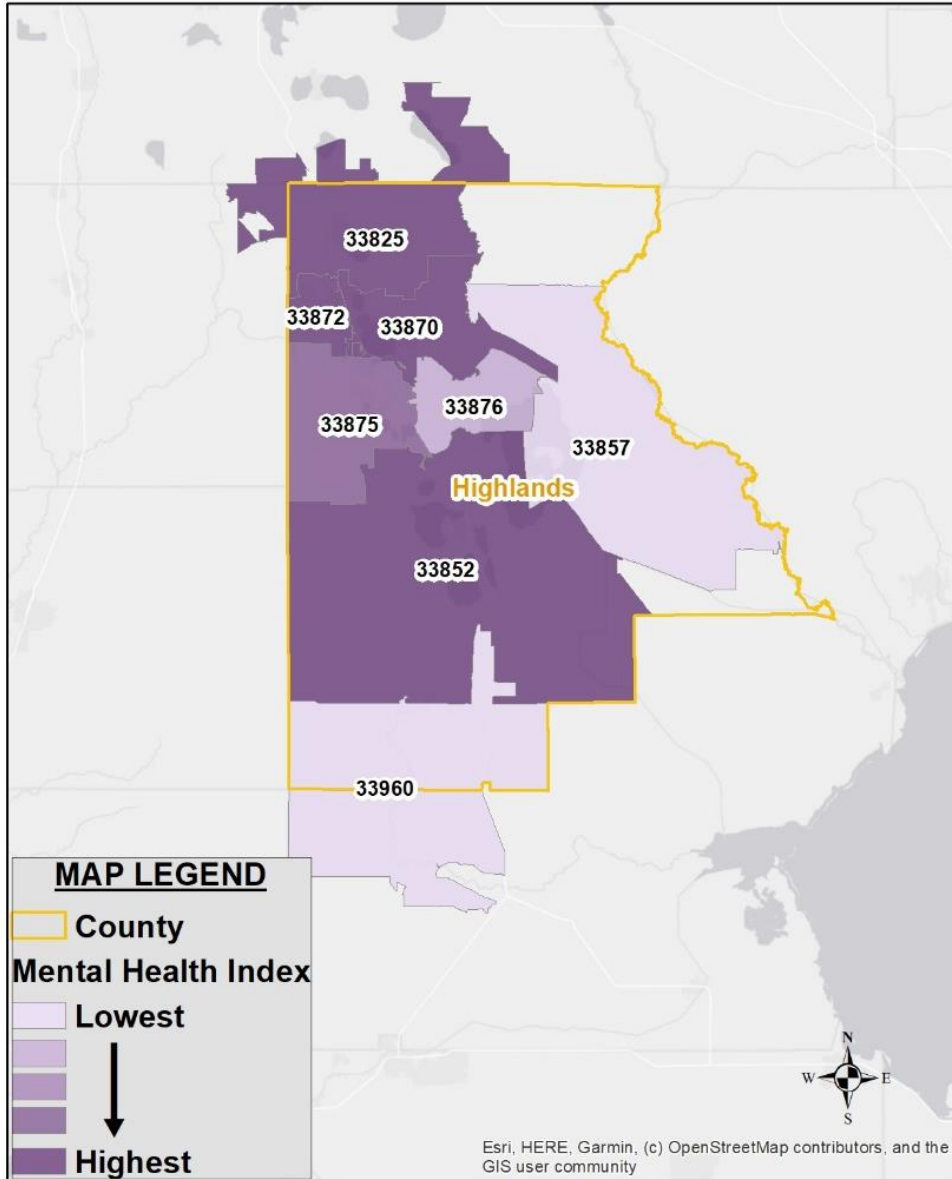 33825
33872
33870
33876
33875
33857
Highlands
33852
33960
MAP LEGEND
County
Mental Health Index
Lowest
Highest
N
W
E
S
Esri, HERE, Garmin, (c) OpenStreetMap contributors, and the
GIS user community